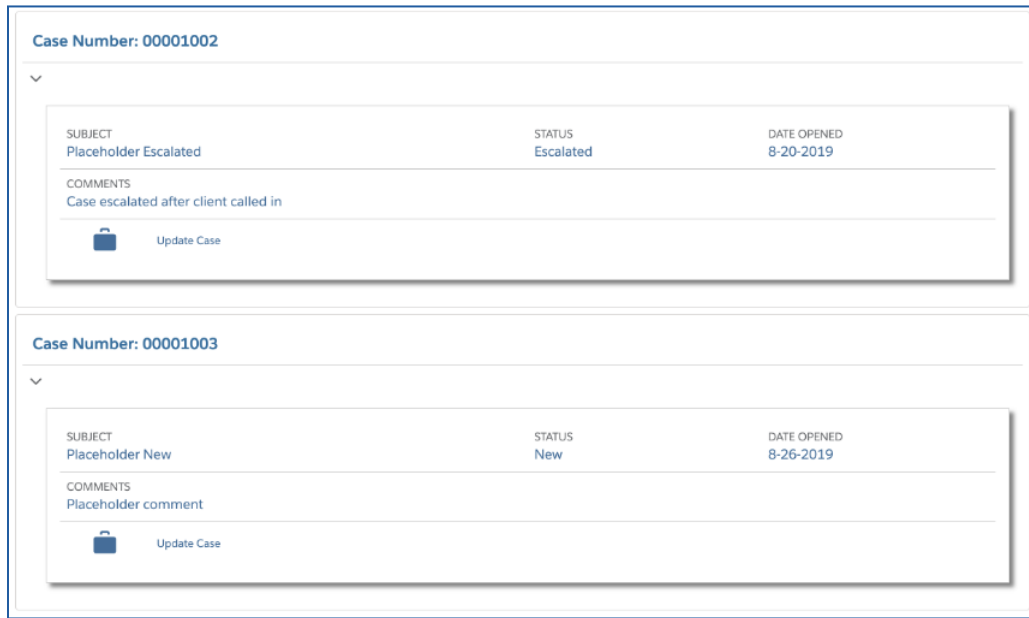 Case Number: 00001002
SUBJECT STATUS DATE OPENED
Placeholder Escalated Escalated 8-20-2019
COMMENTS
Case escalated after client called in
Update Case
Case Number: 00001003
SUBJECT STATUS DATE OPENED
Placeholder New New 8-26-2019
COMMENTS
Placeholder comment
Update Case